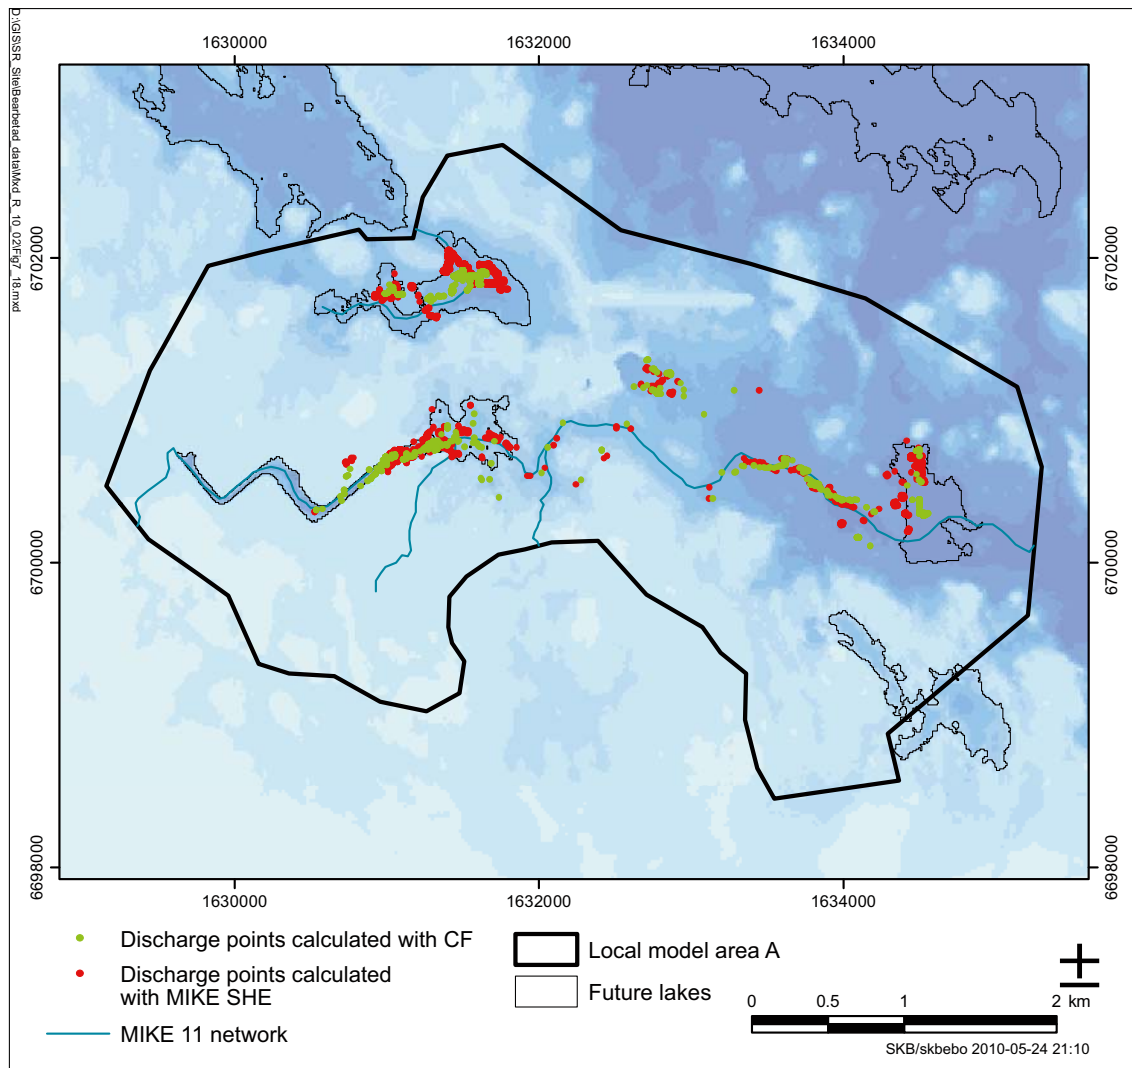 D:\GIS\SR_Site\Bearbetad_data\Mxd_R_10_02\Fig7_18.mxd
1630000 1632000 1634000
6702000 6702000
6700000 6700000
6698000 6698000
1630000 1632000 1634000
Discharge points calculated with CF
Discharge points calculated
with MIKE SHE
MIKE 11 network
Local model area A
Future lakes
0 0.5 1 2 km
SKB/skbebo 2010-05-24 21:10